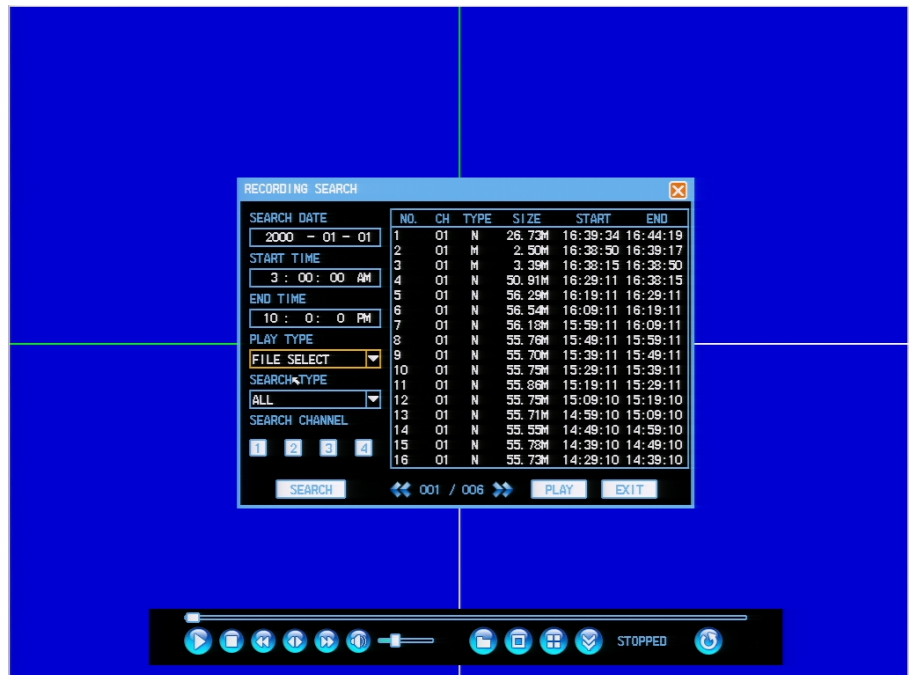 RECORDING SEARCH
SEARCH DATE
2000 - 01 - 01
START TIME
3 : 00: 00 AM
END TIME
10 : 0: 0 PM
PLAY TYPE
FILE SELECT
SEARCH TYPE
ALL
SEARCH CHANNEL
1 2 3 4
SEARCH
NO. CH TYPE SIZE START END
1 01 N 26.73M 16:39:34 16:44:19
2 01 M 2.50M 16:38:50 16:39:17
3 01 M 3.39M 16:38:15 16:38:50
4 01 N 50.91M 16:29:11 16:38:15
5 01 N 56.29M 16:19:11 16:29:11
6 01 N 56.54M 16:09:11 16:19:11
7 01 N 56.18M 15:59:11 16:09:11
8 01 N 55.76M 15:49:11 15:59:11
9 01 N 55.70M 15:39:11 15:49:11
10 01 N 55.75M 15:29:11 15:39:11
11 01 N 55.86M 15:19:11 15:29:11
12 01 N 55.75M 15:09:10 15:19:10
13 01 N 55.71M 14:59:10 15:09:10
14 01 N 55.55M 14:49:10 14:59:10
15 01 N 55.78M 14:39:10 14:49:10
16 01 N 55.73M 14:29:10 14:39:10
001 / 006
PLAY
EXIT
STOPPED